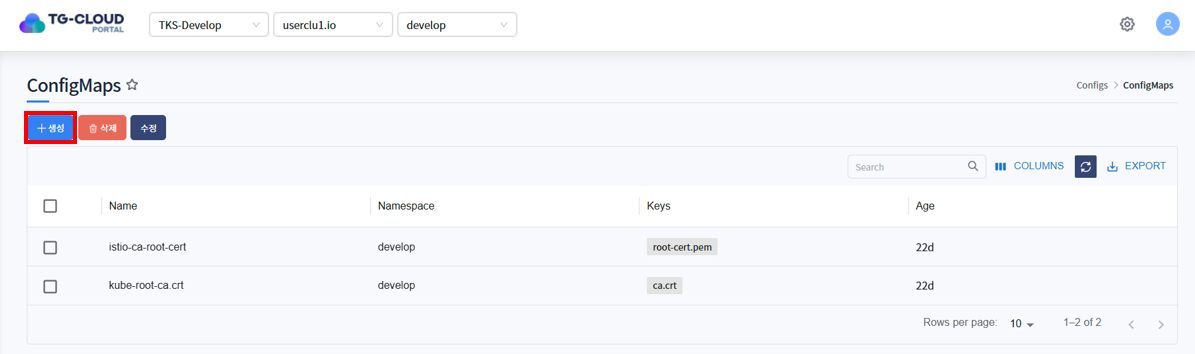 TG-CLOUD
PORTAL
TKS-Develop userclu1.io develop
ConfigMaps Configs > ConfigMaps
+ 생성 삭제 수정
Search COLUMNS EXPORT
Name Namespace Keys Age
istio-ca-root-cert develop root-cert.pem 22d
kube-root-ca.crt develop ca.crt 22d
Rows per page: 10 1–2 of 2